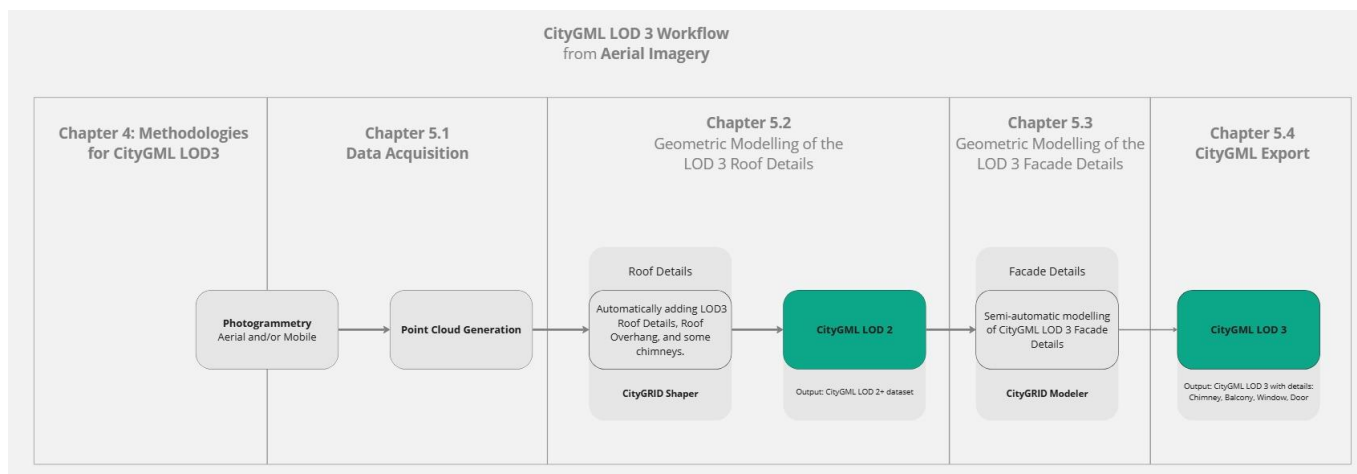 CityGML LOD 3 Workflow
from Aerial Imagery
Chapter 4: Methodologies
for CityGML LOD3
Chapter 5.1
Data Acquisition
Chapter 5.2
Geometric Modelling of the
LOD 3 Roof Details
Chapter 5.3
Geometric Modelling of the
LOD 3 Facade Details
Chapter 5.4
CityGML Export
Photogrammetry
Aerial and/or Mobile
Point Cloud Generation
Roof Details
Automatically adding LOD3
Roof Details, Roof
Overhang, and some
chimneys.
CityGRID Shaper
CityGML LOD 2
Output: CityGML LOD 2+ dataset
Facade Details
Semi-automatic modelling
of CityGML LOD 3 Facade
Details
CityGRID Modeler
CityGML LOD 3
Output: CityGML LOD 3 with details:
Chimney, Balcony, Window, Door